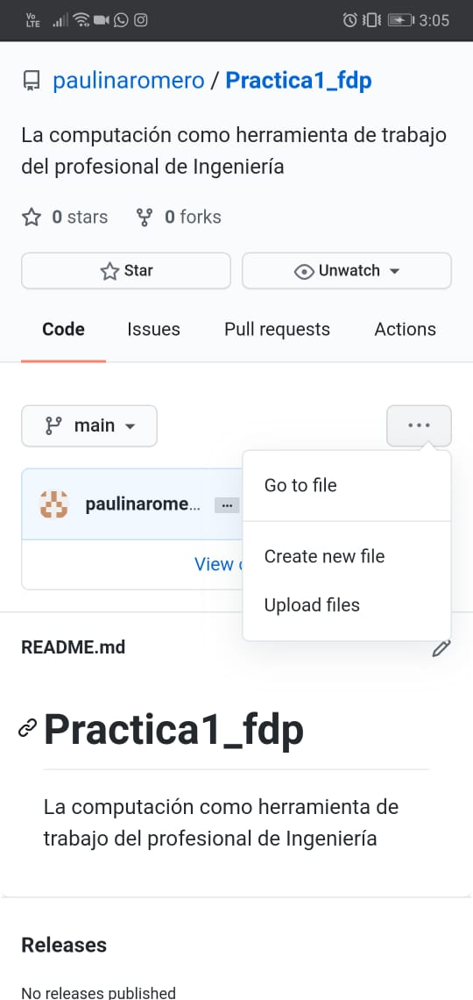 Vo
LTE
3:05
paulinaromero / Practica1_fdp
La computación como herramienta de trabajo
del profesional de Ingeniería
0 stars
0 forks
Star
Unwatch
Code
Issues
Pull requests
Actions
main
...
Go to file
Create new file
Upload files
paulinarome...
...
View
README.md
Practica1_fdp
La computación como herramienta de
trabajo del profesional de Ingeniería
Releases
No releases published